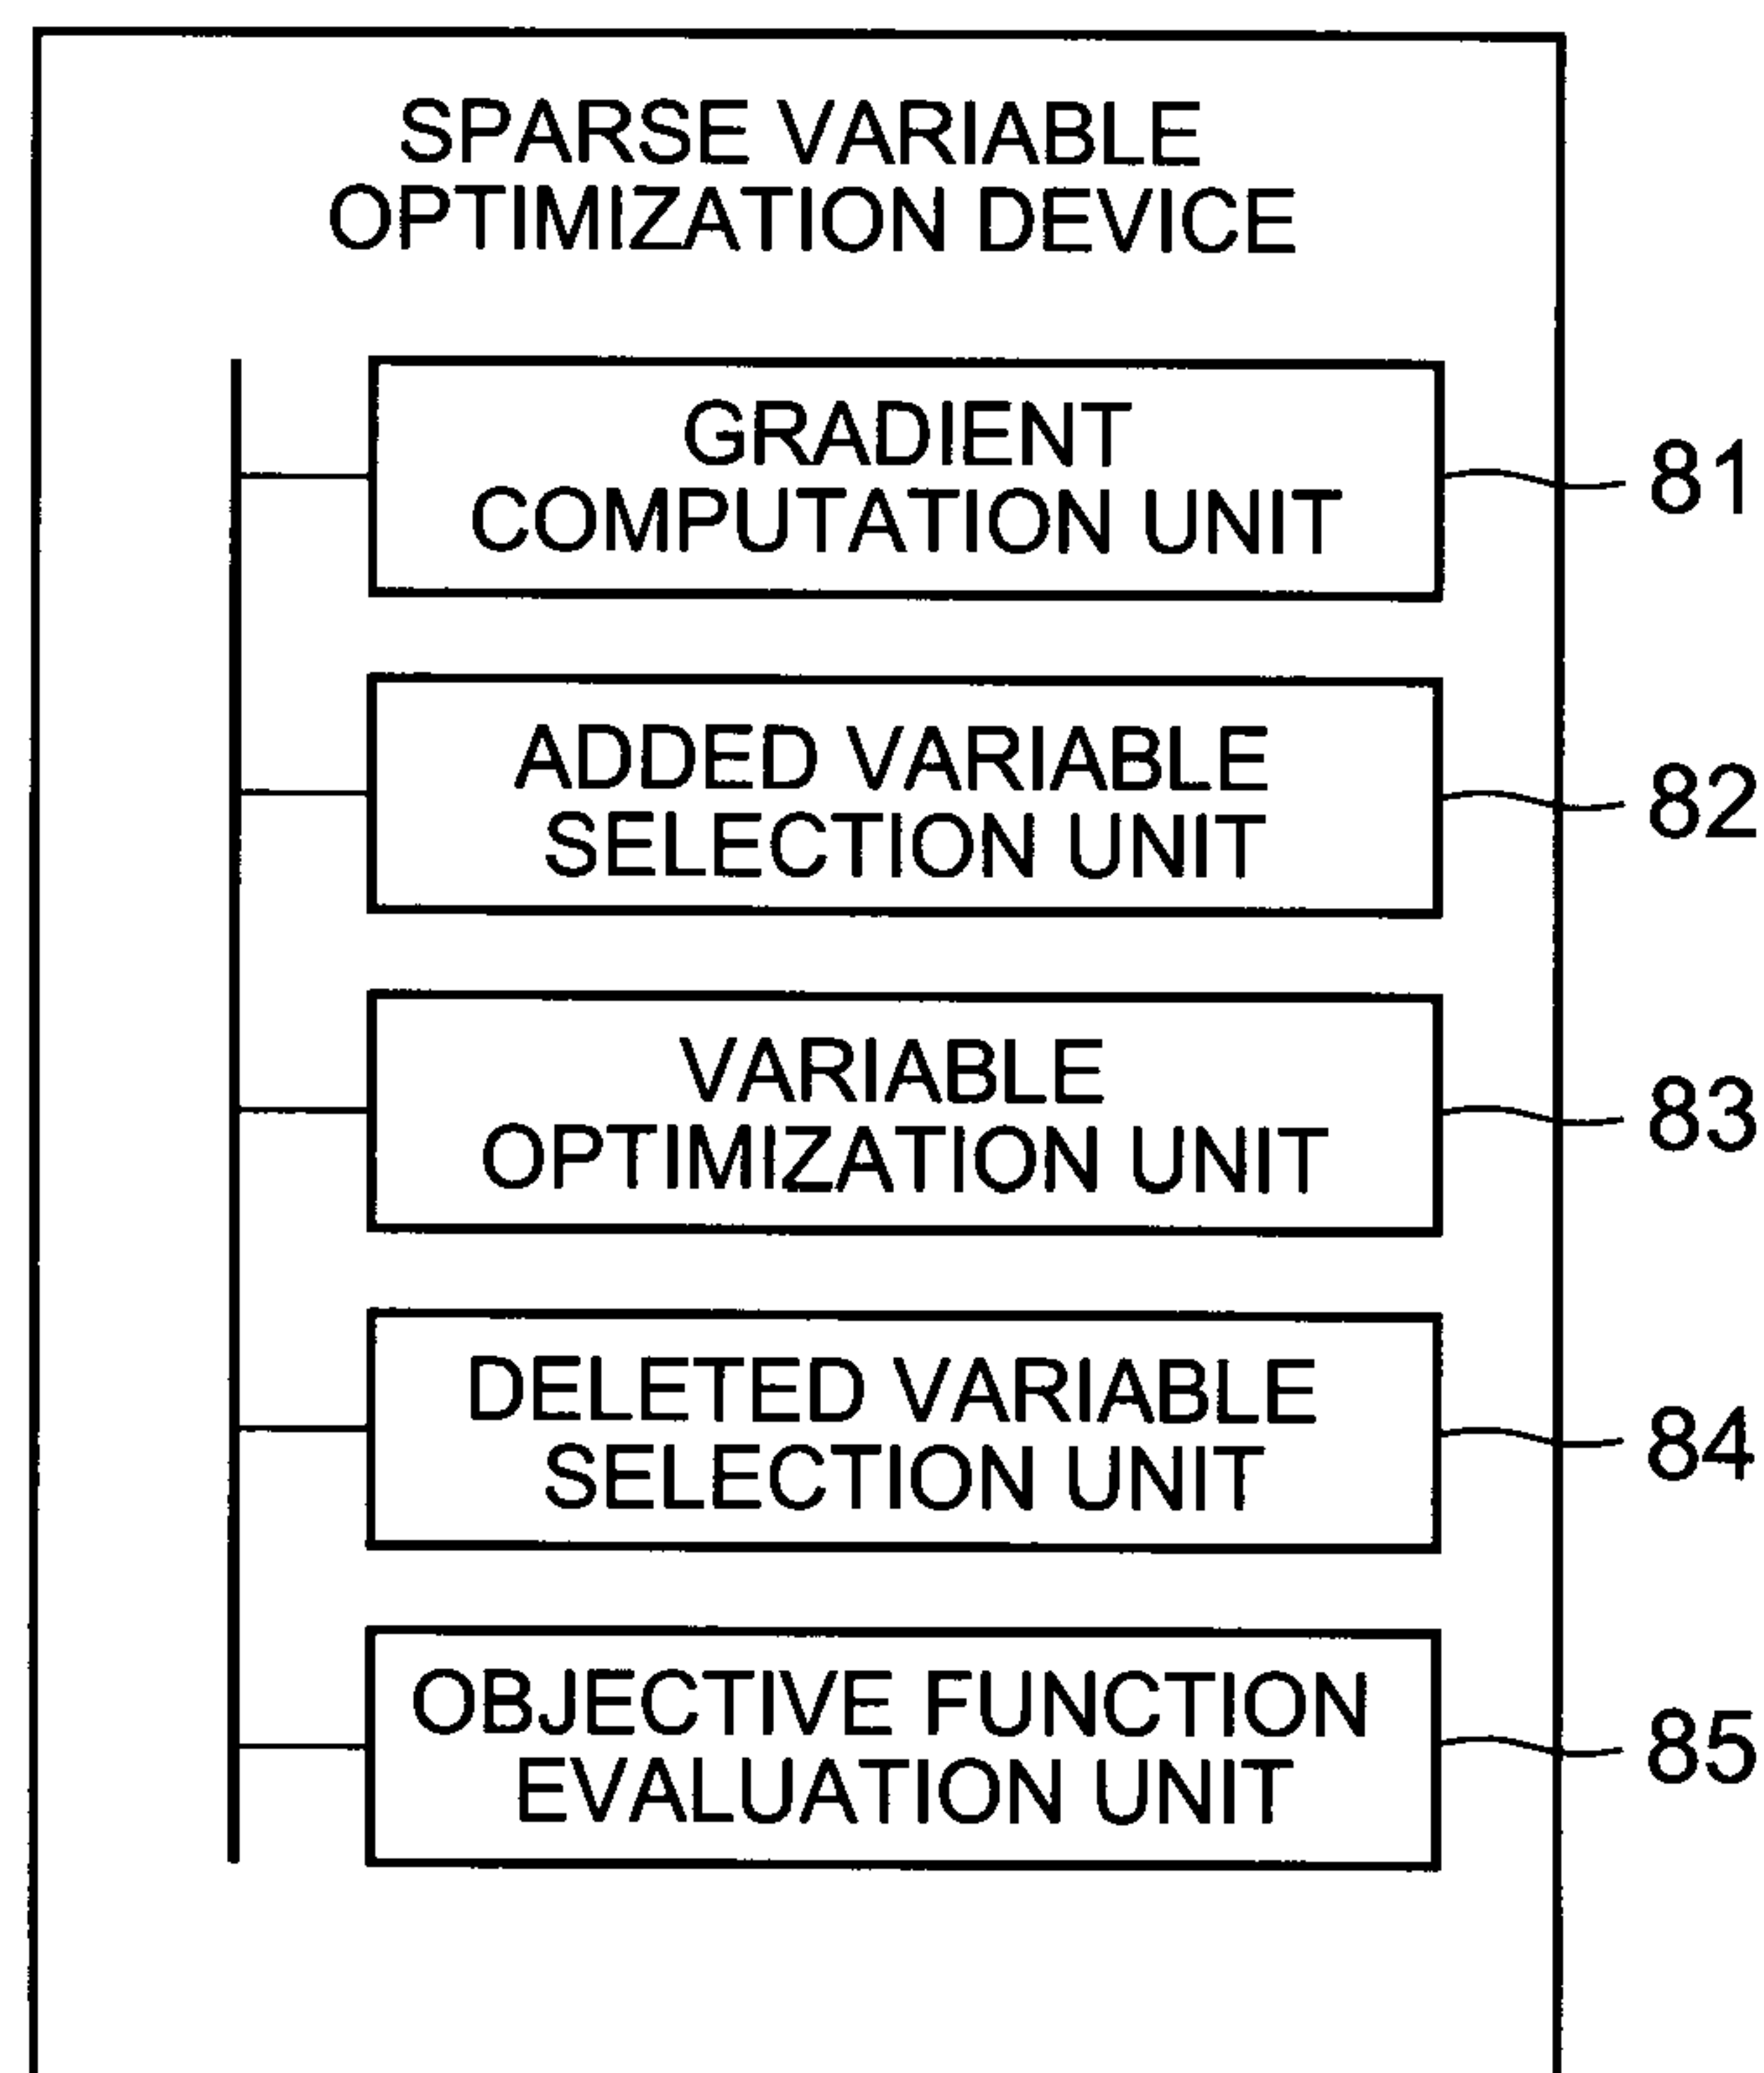 SPARSE VARIABLE
OPTIMIZATION DEVICE
GRADIENT
COMPUTATION UNIT
81
ADDED VARIABLE
SELECTION UNIT
82
VARIABLE
OPTIMIZATION UNIT
83
DELETED VARIABLE
SELECTION UNIT
84
OBJECTIVE FUNCTION
EVALUATION UNIT
85